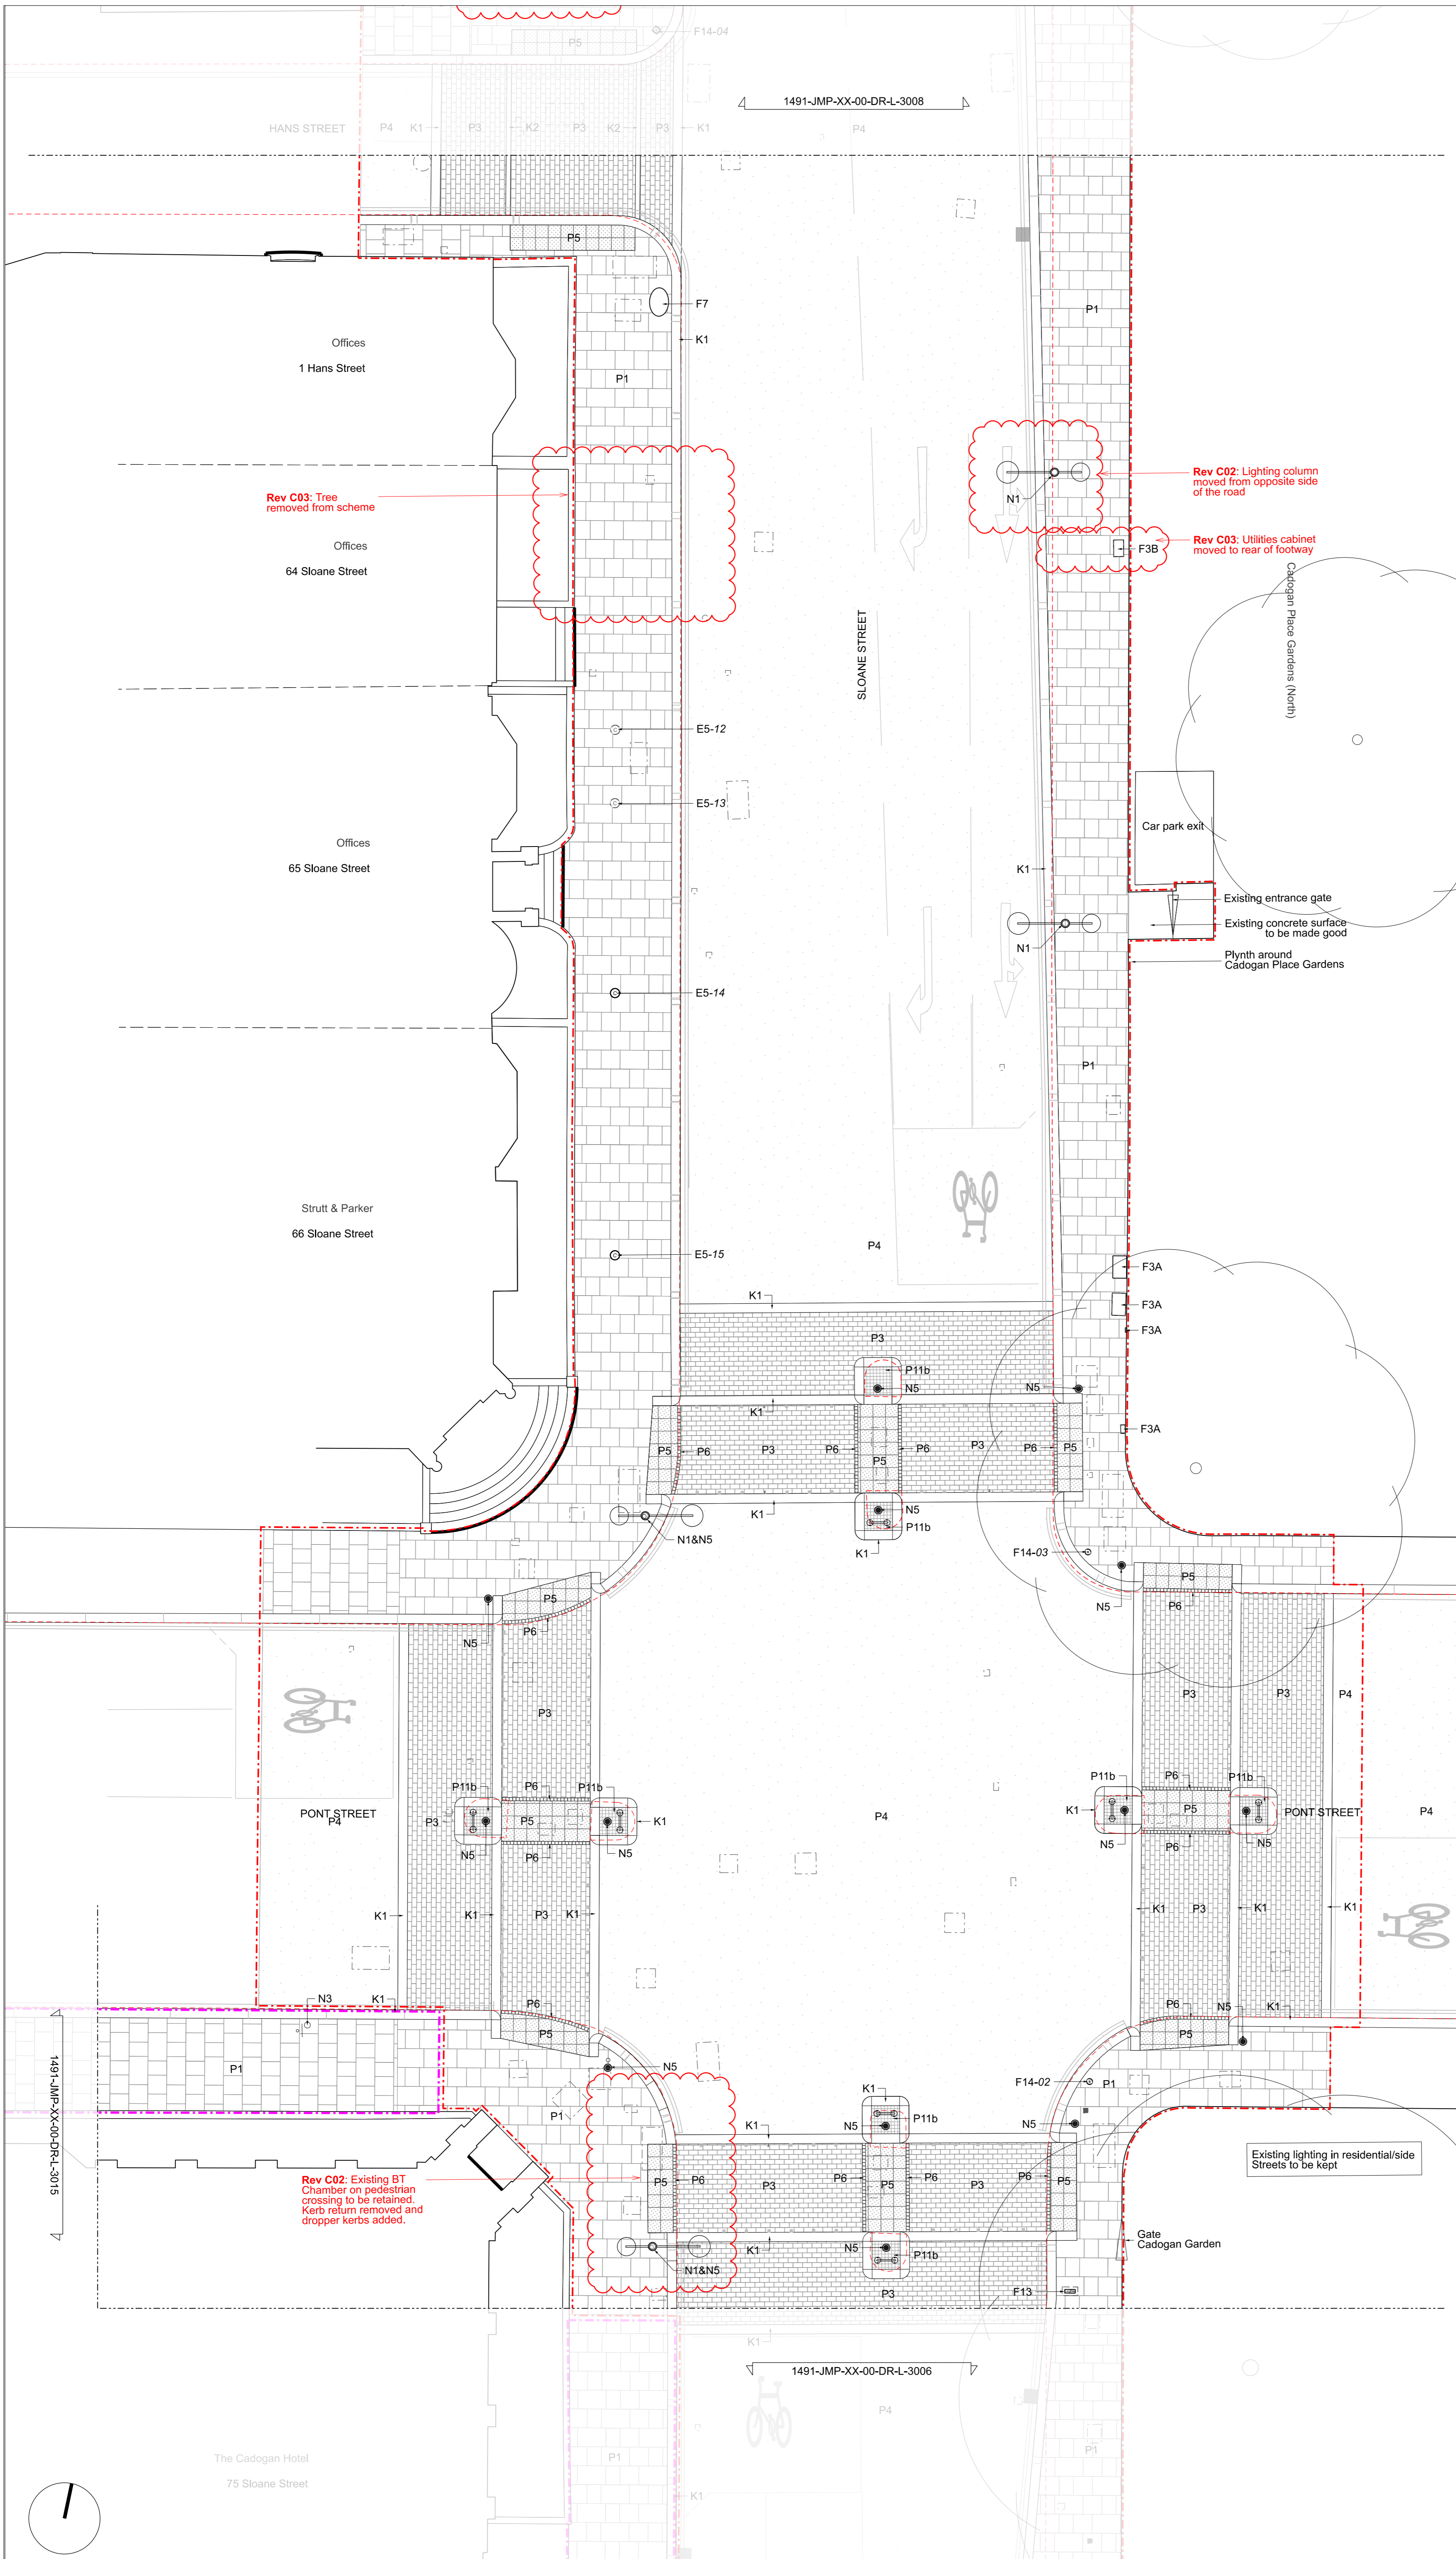 P5
F14-04
1491-JMP-XX-00-DR-L-3008
HANS STREET
P4
K1
P3
K2
P3
K2
P3
K1
P4
P5
F7
K1
P1
P1
Offices
1 Hans Street
Rev C03: Tree
removed from scheme
Offices
64 Sloane Street
N1
Rev C02: Lighting column
moved from opposite side
of the road
F3B
Rev C03: Utilities cabinet
moved to rear of footway
Cadogan Place Gardens (North)
SLOANE STREET
E5-12
E5-13
Car park exit
Offices
65 Sloane Street
K1
Existing entrance gate
Existing concrete surface
to be made good
N1
Plynth around
Cadogan Place Gardens
E5-14
P1
Strutt & Parker
66 Sloane Street
E5-15
P4
F3A
K1
F3A
F3A
P3
P11b
N5
N5
K1
F3A
P5
P6
P3
P6
P5
P6
P3
P6
P5
K1
N5
P11b
K1
N1&N5
F14-03
N5
P5
P6
P5
P6
N5
P3
P3
P3
P4
PONT STREET
P4
P3
P11b
P6
P11b
P5
K1
N5
P6
N5
P4
P11b
P6
P11b
K1
P5
PONT STREET
N5
P6
N5
P4
K1
K1
P3
K1
K1
P3
K1
K1
N3
K1
P6
P5
P6
P5
N5
K1
1491-JMP-XX-00-DR-L-3015
P1
N5
P1
F14-02
P1
N5
K1
P11b
N5
K1
Rev C02: Existing BT
Chamber on pedestrian
crossing to be retained.
Kerb return removed and
dropper kerbs added.
P5
P6
P3
P6
P5
P6
P3
P6
P5
Existing lighting in residential/side
Streets to be kept
K1
N5
P11b
N1&N5
P3
F13
Gate
Cadogan Garden
K1
1491-JMP-XX-00-DR-L-3006
P4
P1
P1
The Cadogan Hotel
75 Sloane Street
K1